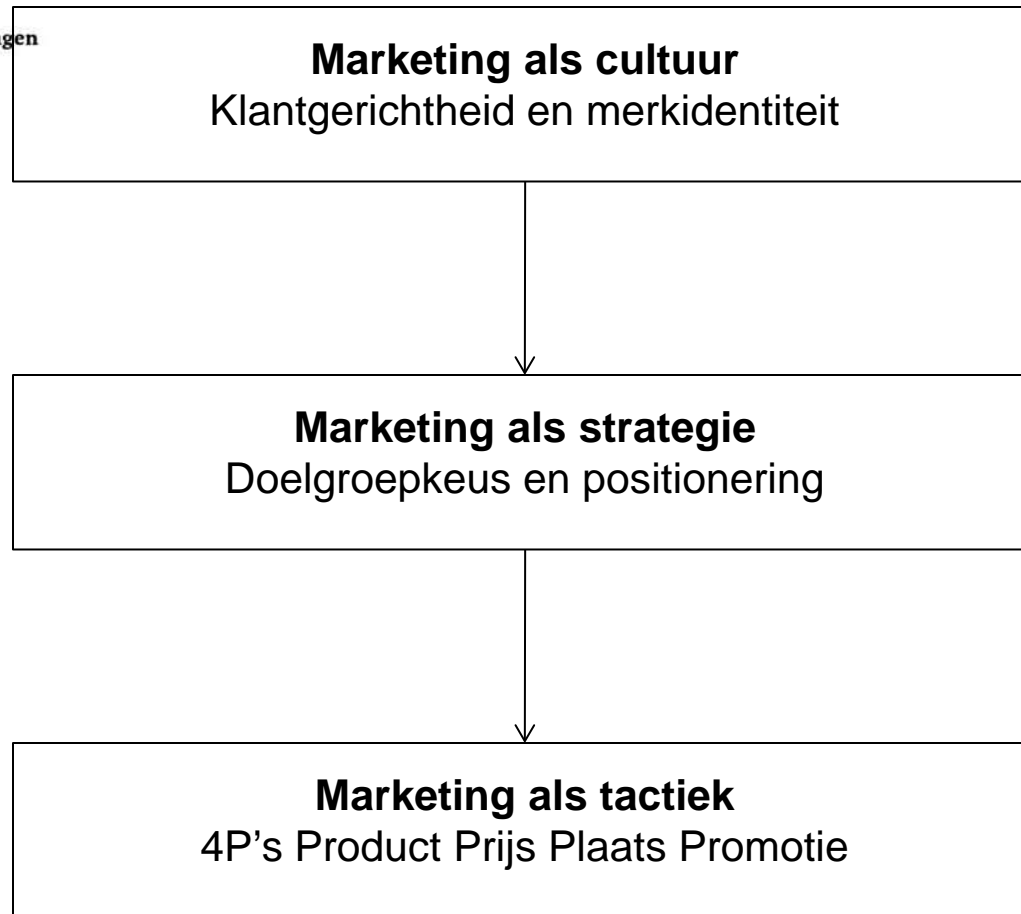 Marketing als cultuur
Klantgerichtheid en merkidentiteit
Marketing als strategie
Doelgroepkeus en positionering
Marketing als tactiek
4P’s Product Prijs Plaats Promotie